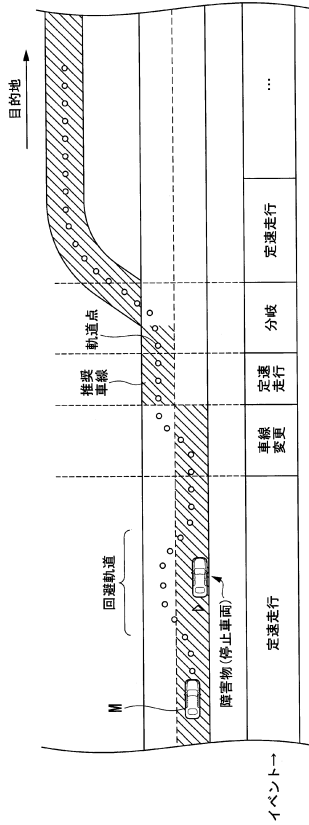 目的地
軌道点
推奨
車線
回避軌道
M
障害物(停止車両)
イベント→
定速走行
車線
変更
定速
走行
分岐
定速走行
…